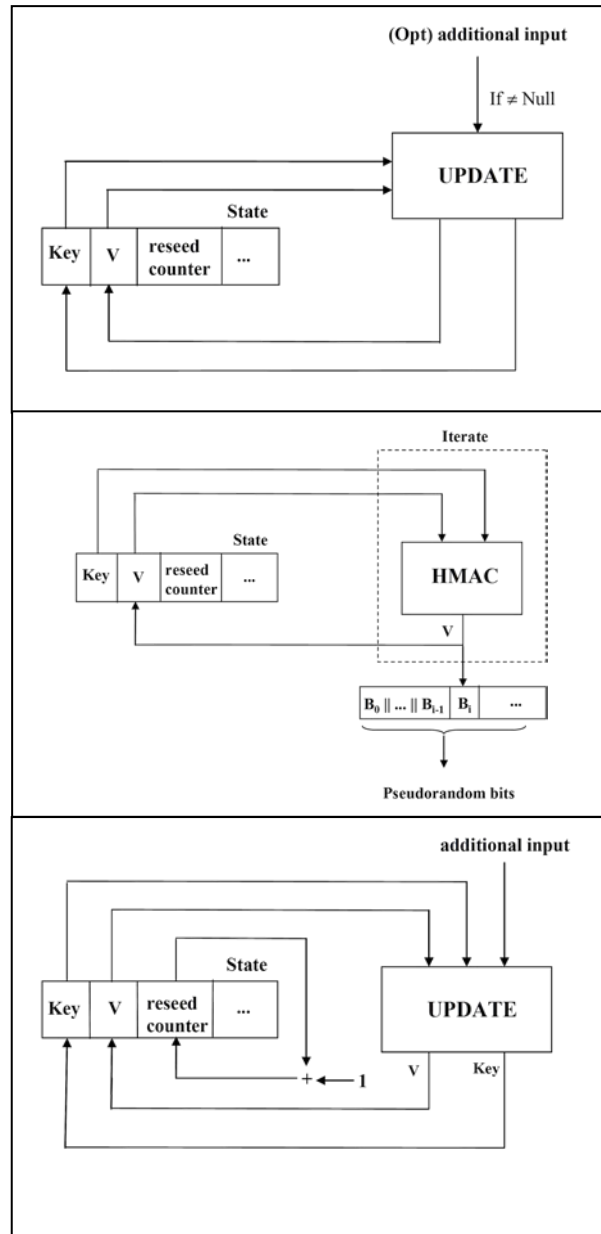 (Opt) additional input
If ≠ Null
UPDATE
State
Key V reseed counter ...
Iterate
State
Key V reseed counter ...
HMAC
V
B₀ || ... || Bᵢ₋₁ Bᵢ ...
Pseudorandom bits
additional input
State
Key V reseed counter ...
UPDATE
+ 1
V Key